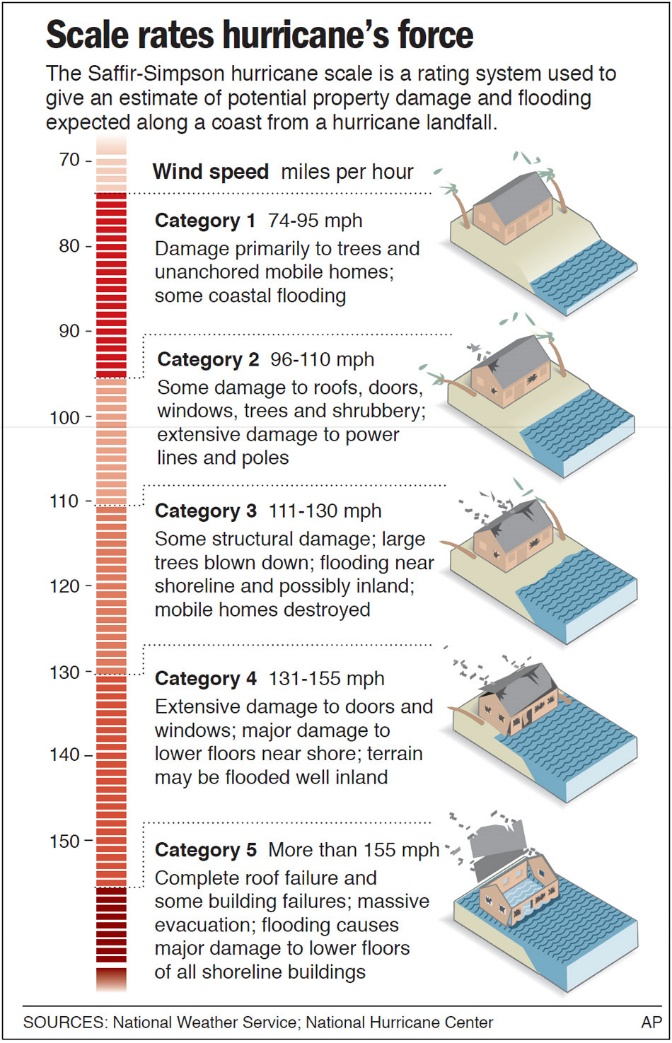 Scale rates hurricane's force
The Saffir-Simpson hurricane scale is a rating system used to
give an estimate of potential property damage and flooding
expected along a coast from a hurricane landfall.
70
Wind speed miles per hour
Category 1 74-95 mph
80
Damage primarily to trees and
unanchored mobile homes;
some coastal flooding
90
Category 2 96-110 mph
Some damage to roofs, doors,
windows, trees and shrubbery;
100
extensive damage to power
lines and poles
110
Category 3 111-130 mph
Some structural damage; large
trees blown down; flooding near
120
shoreline and possibly inland;
mobile homes destroyed
130
Category 4 131-155 mph
Extensive damage to doors and
windows; major damage to
140
lower floors near shore; terrain
may be flooded well inland
150
Category 5 More than 155 mph
Complete roof failure and
some building failures; massive
evacuation; flooding causes
major damage to lower floors
of all shoreline buildings
SOURCES: National Weather Service; National Hurricane Center
AP